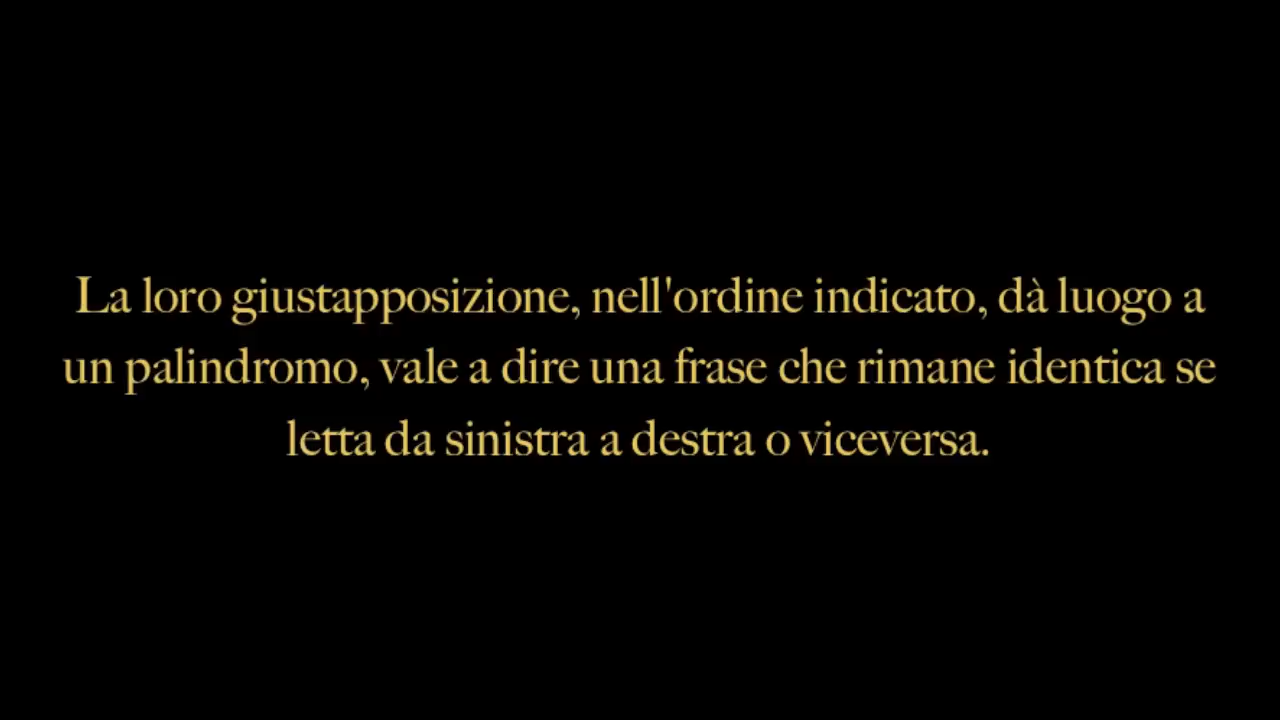 La loro giustapposizione, nell'ordine indicato, dà luogo a
un palindromo, vale a dire una frase che rimane identica se
letta da sinistra a destra o viceversa.